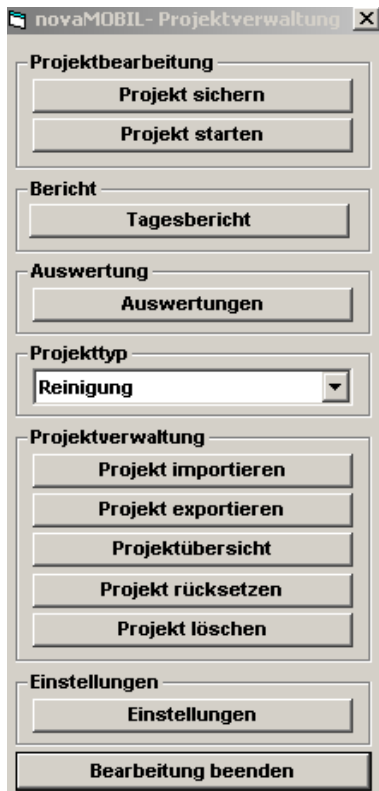 novaMOBIL- Projektverwaltung
Projektbearbeitung
Projekt sichern
Projekt starten
Bericht
Tagesbericht
Auswertung
Auswertungen
Projekttyp
Reinigung
Projektverwaltung
Projekt importieren
Projekt exportieren
Projektübersicht
Projekt rücksetzen
Projekt löschen
Einstellungen
Einstellungen
Bearbeitung beenden